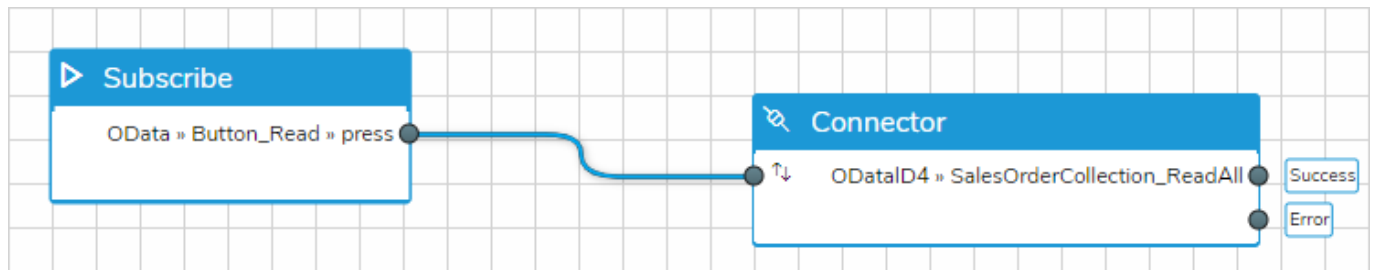 Subscribe
OData » Button_Read » press
Connector
ODataID4 » SalesOrderCollection_ReadAll
Success
Error